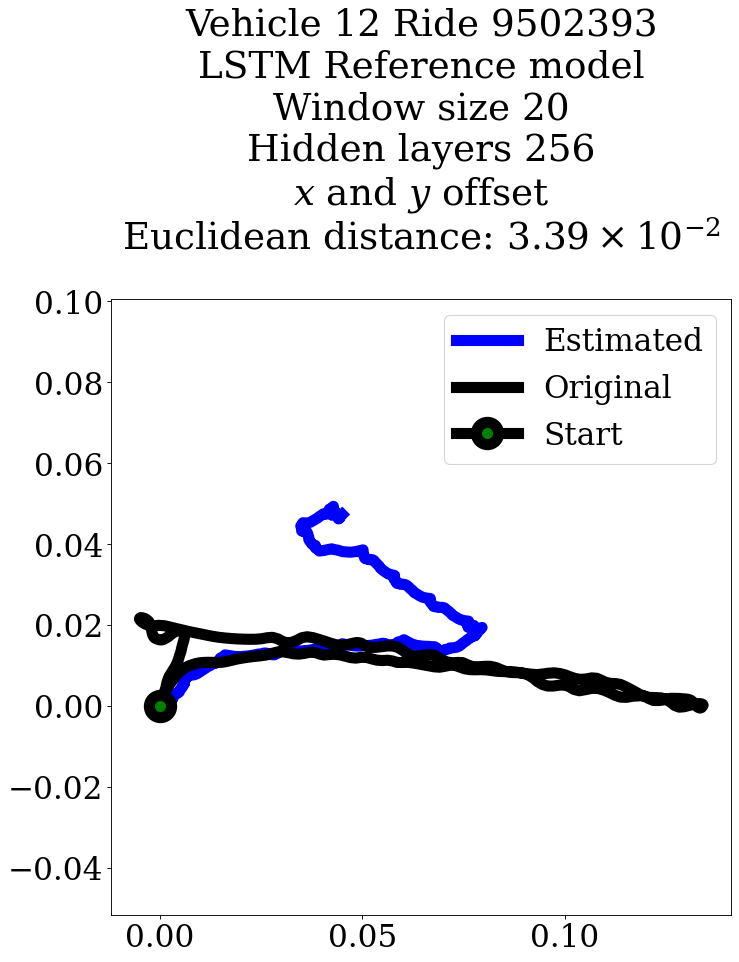 Vehicle 12 Ride 9502393
LSTM Reference model
Window size 20
Hidden layers 256
x and y offset
Euclidean distance: 3.39 × 10⁻²
Estimated
Original
Start
0.10
0.08
0.06
0.04
0.02
0.00
−0.02
−0.04
0.00 0.05 0.10